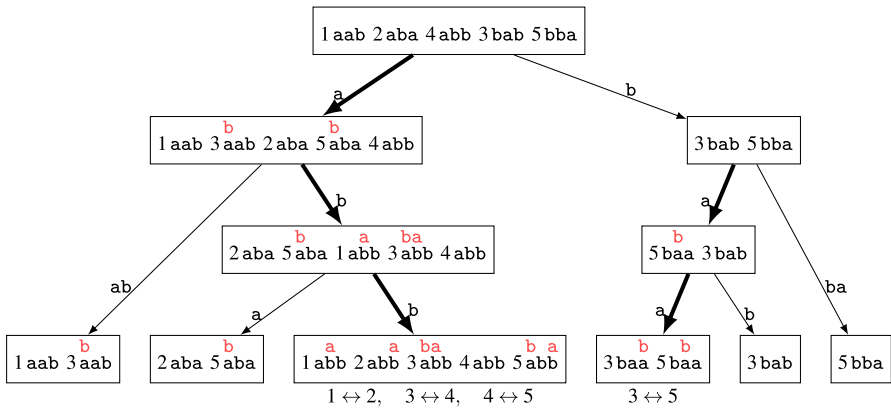 1 aab 2 aba 4 abb 3 bab 5 bba
a
b
b b
1 aab 3 aab 2 aba 5 aba 4 abb
3 bab 5 bba
b
a
b a ba
b
2 aba 5 aba 1 abb 3 abb 4 abb
5 baa 3 bab
ab
a
b
a
b
ba
b
b
a a ba b a
b b
1 aab 3 aab
2 aba 5 aba
1 abb 2 abb 3 abb 4 abb 5 abb
3 baa 5 baa
3 bab
5 bba
1 ↔ 2, 3 ↔ 4, 4 ↔ 5
3 ↔ 5